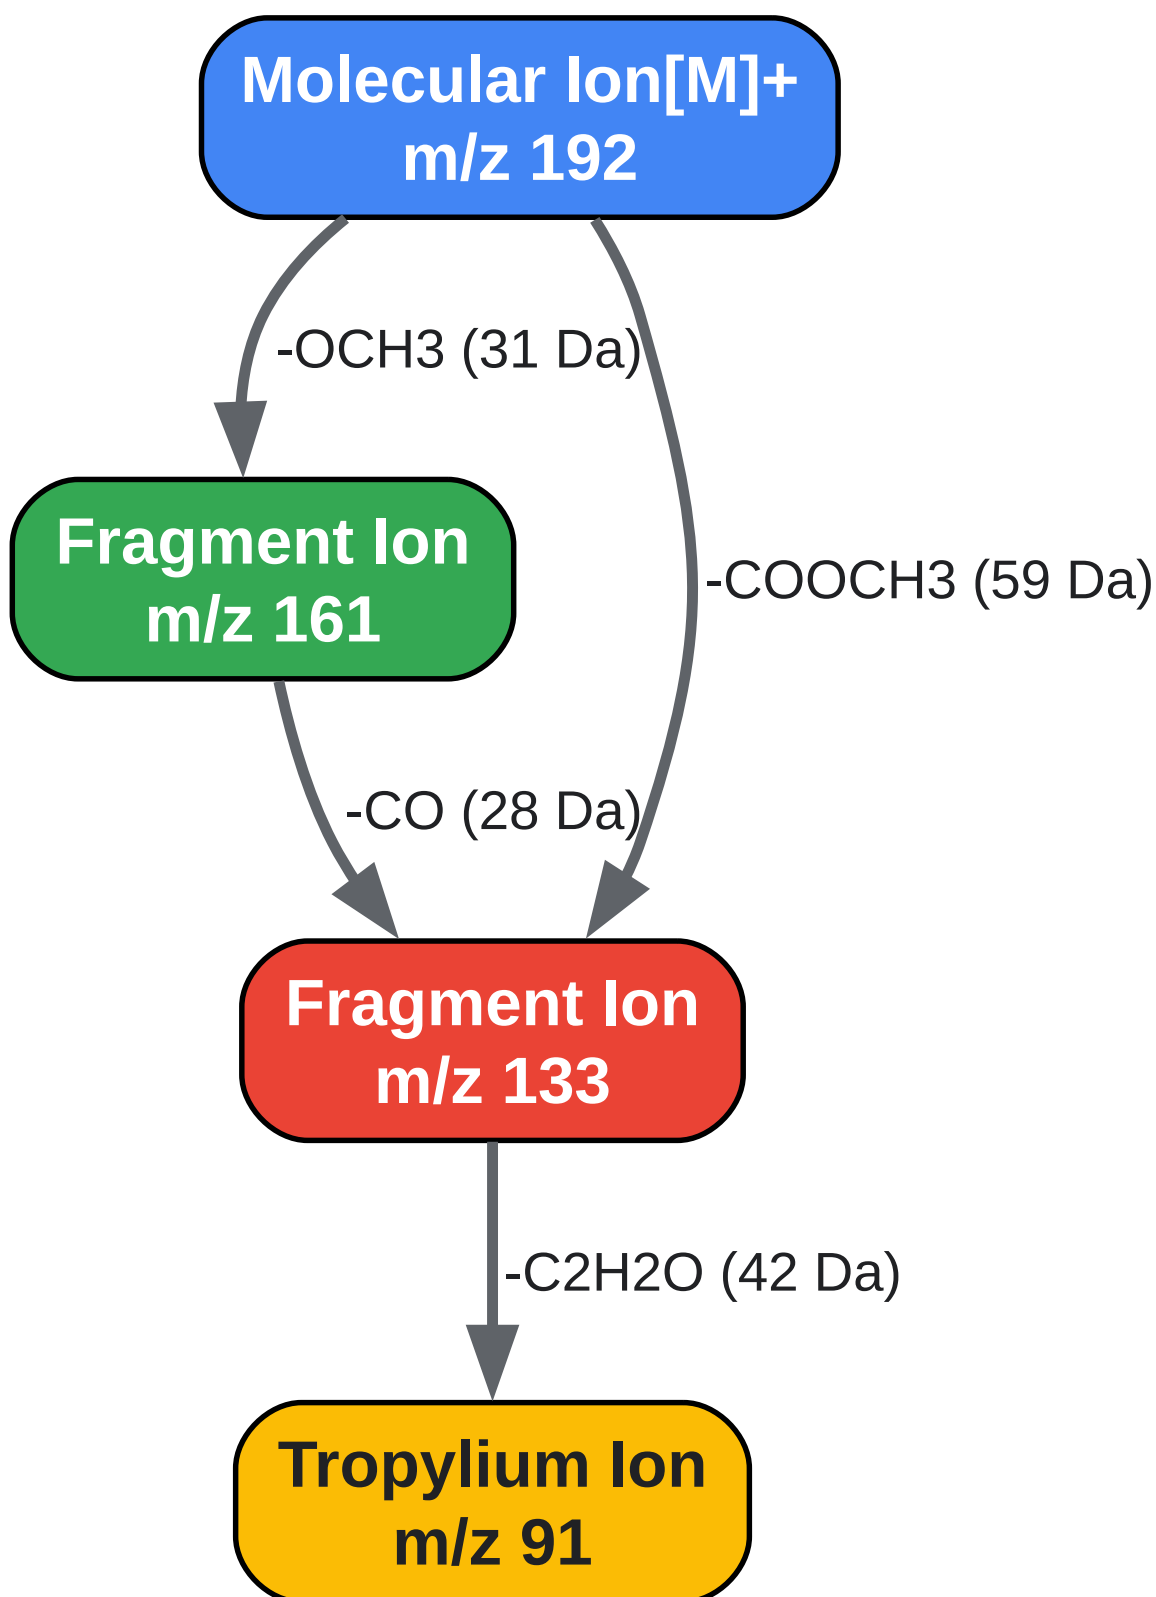 Molecular Ion[M]+
m/z 192
-OCH3 (31 Da)
Fragment Ion
m/z 161
-COOCH3 (59 Da)
-CO (28 Da)
Fragment Ion
m/z 133
-C2H2O (42 Da)
Tropylium Ion
m/z 91